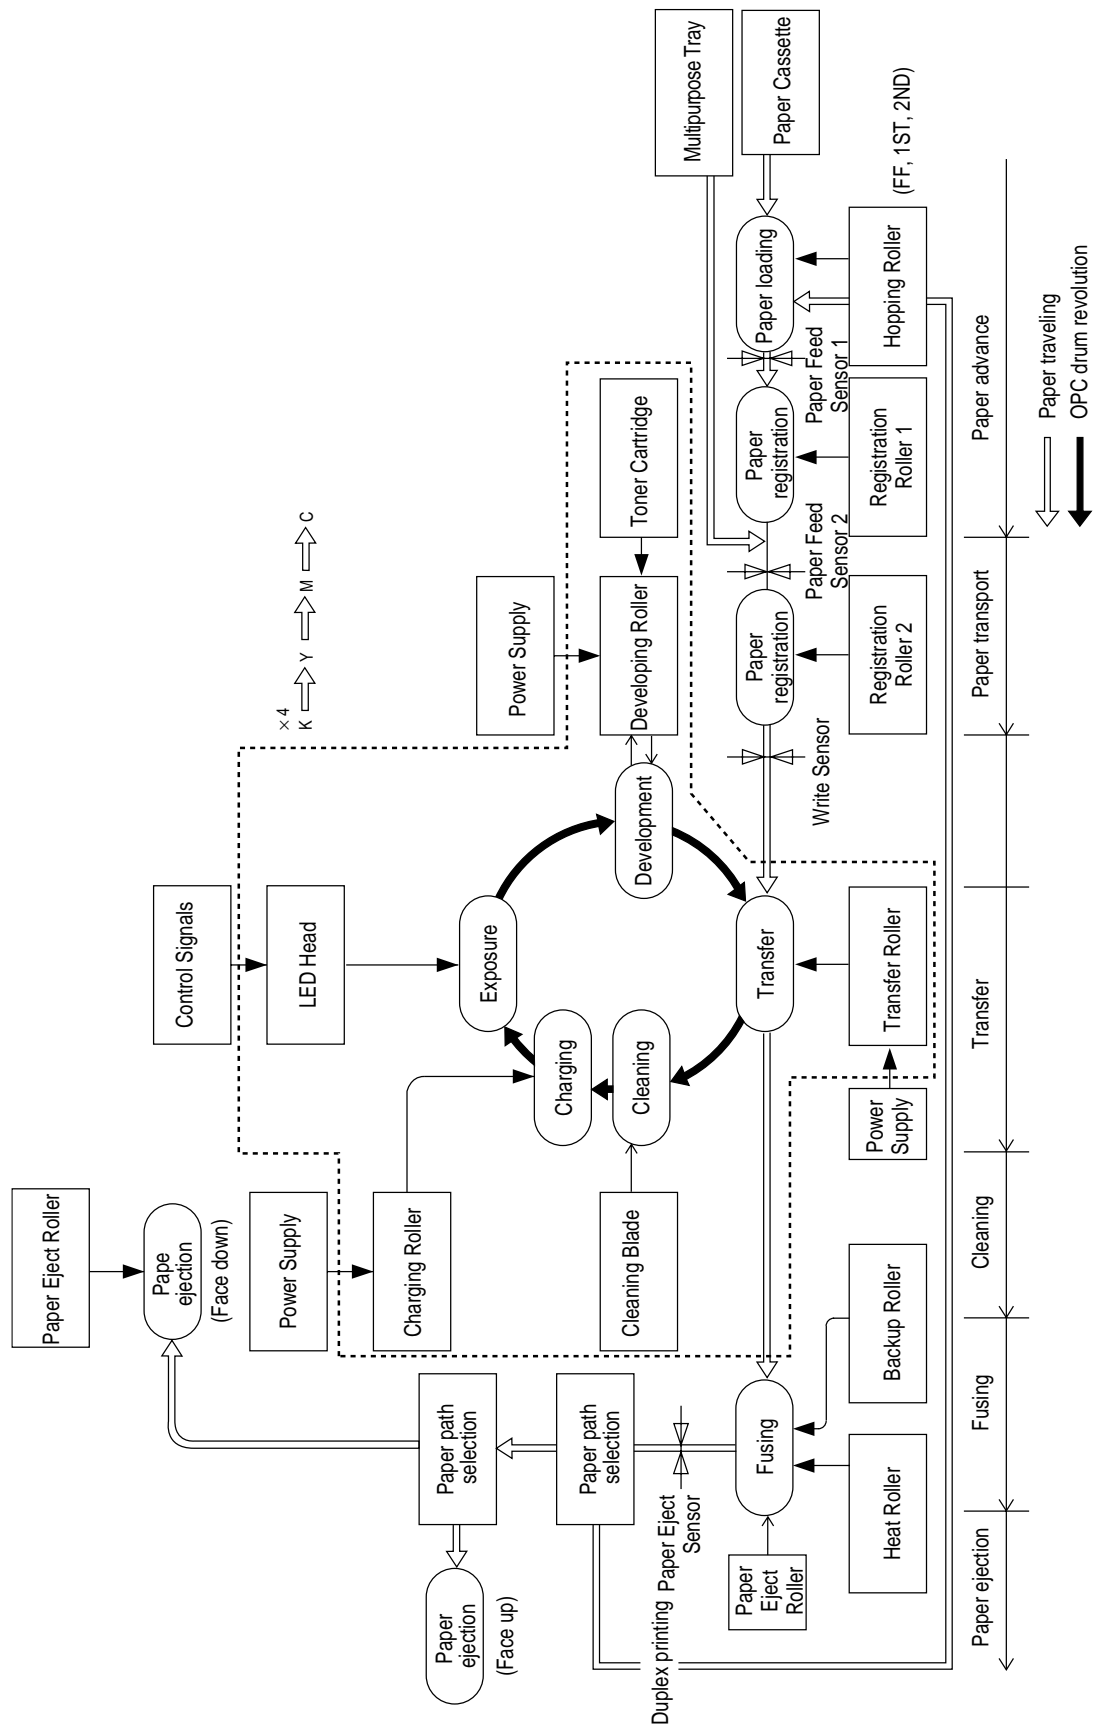 Paper Eject Roller
Pape
ejection
(Face down)
Control Signals
Power Supply
LED Head
×4
K
Y
M
C
Charging Roller
Paper path
selection
Paper
ejection
(Face up)
Exposure
Power Supply
Charging
Paper path
selection
Cleaning Blade
Cleaning
Development
Developing Roller
Toner Cartridge
Multipurpose Tray
Duplex printing
Paper Eject
Sensor
Paper
Eject
Roller
Fusing
Transfer
Paper
registration
Paper
registration
Paper loading
Paper Cassette
Write Sensor
Paper Feed
Sensor 2
Paper Feed
Sensor 1
Heat Roller
Backup Roller
Power
Supply
Transfer Roller
Registration
Roller 2
Registration
Roller 1
Hopping Roller
(FF, 1ST, 2ND)
Paper ejection
Fusing
Cleaning
Transfer
Paper transport
Paper advance
Paper traveling
OPC drum revolution